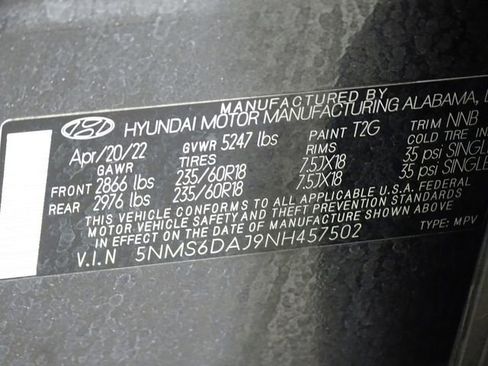 MANUFACTURED BY
HYUNDAI MOTOR MANUFACTURING ALABAMA,
Apr/20/22 GVWR 5247 lbs PAINT T2G TRIM NNB
GAWR TIRES RIMS COLD TIRE IN
FRONT 2866 lbs 235/60R18 7.5JX18 35 psi SINGLE
REAR 2976 lbs 235/60R18 7.5JX18 35 psi SINGLE
THIS VEHICLE CONFORMS TO ALL APPLICABLE U.S.A. FEDERAL
MOTOR VEHICLE SAFETY AND THEFT PREVENTION STANDARDS
IN EFFECT ON THE DATE OF MANUFACTURE SHOWN ABOVE
V.I.N 5NMS6DAJ9NH457502 TYPE: MPV